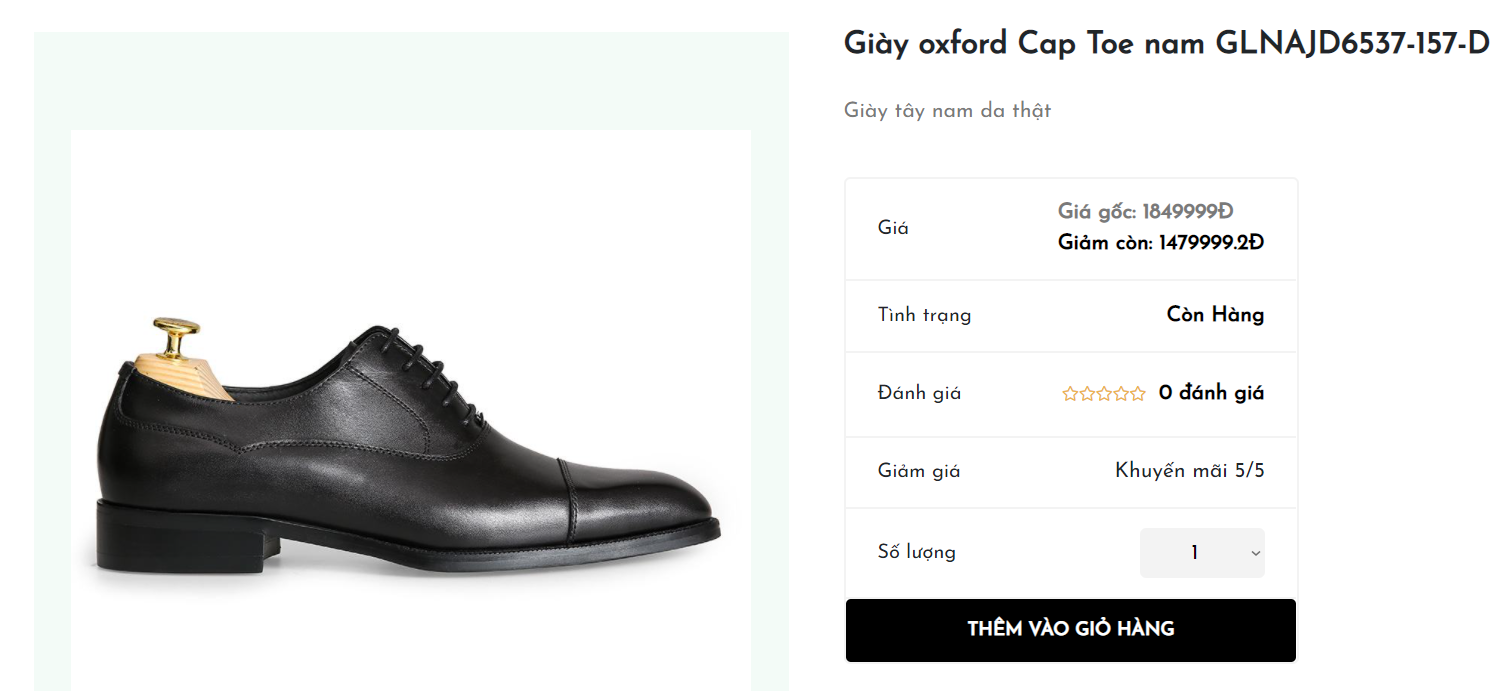 Giày oxford Cap Toe nam GLNAJD6537-157-D
Giày tây nam da thật
Giá
Giá gốc: 1849999Đ
Giảm còn: 1479999.2Đ
Tình trạng
Còn Hàng
Đánh giá
0 đánh giá
Giảm giá
Khuyến mãi 5/5
Số lượng
1
THÊM VÀO GIỎ HÀNG